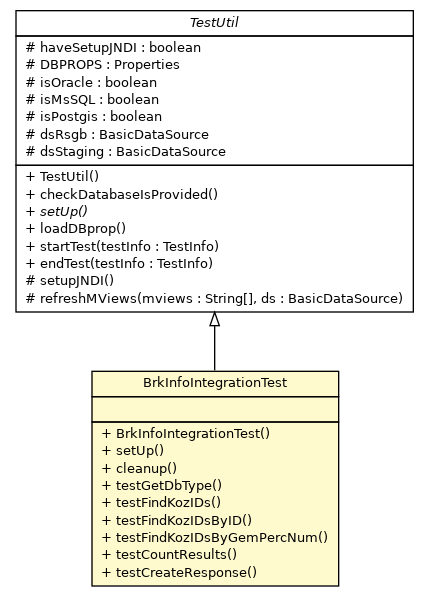 TestUtil
# haveSetupJNDI : boolean
# DBPROPS : Properties
# isOracle : boolean
# isMsSQL : boolean
# isPostgis : boolean
# dsRsgb : BasicDataSource
# dsStaging : BasicDataSource
+ TestUtil()
+ checkDatabaseIsProvided()
+ setUp()
+ loadDBprop()
+ startTest(testInfo : TestInfo)
+ endTest(testInfo : TestInfo)
# setupJNDI()
# refreshMViews(mviews : String[], ds : BasicDataSource)
BrkInfoIntegrationTest
+ BrkInfoIntegrationTest()
+ setUp()
+ cleanup()
+ testGetDbType()
+ testFindKozIDs()
+ testFindKozIDsByID()
+ testFindKozIDsByGemPercNum()
+ testCountResults()
+ testCreateResponse()